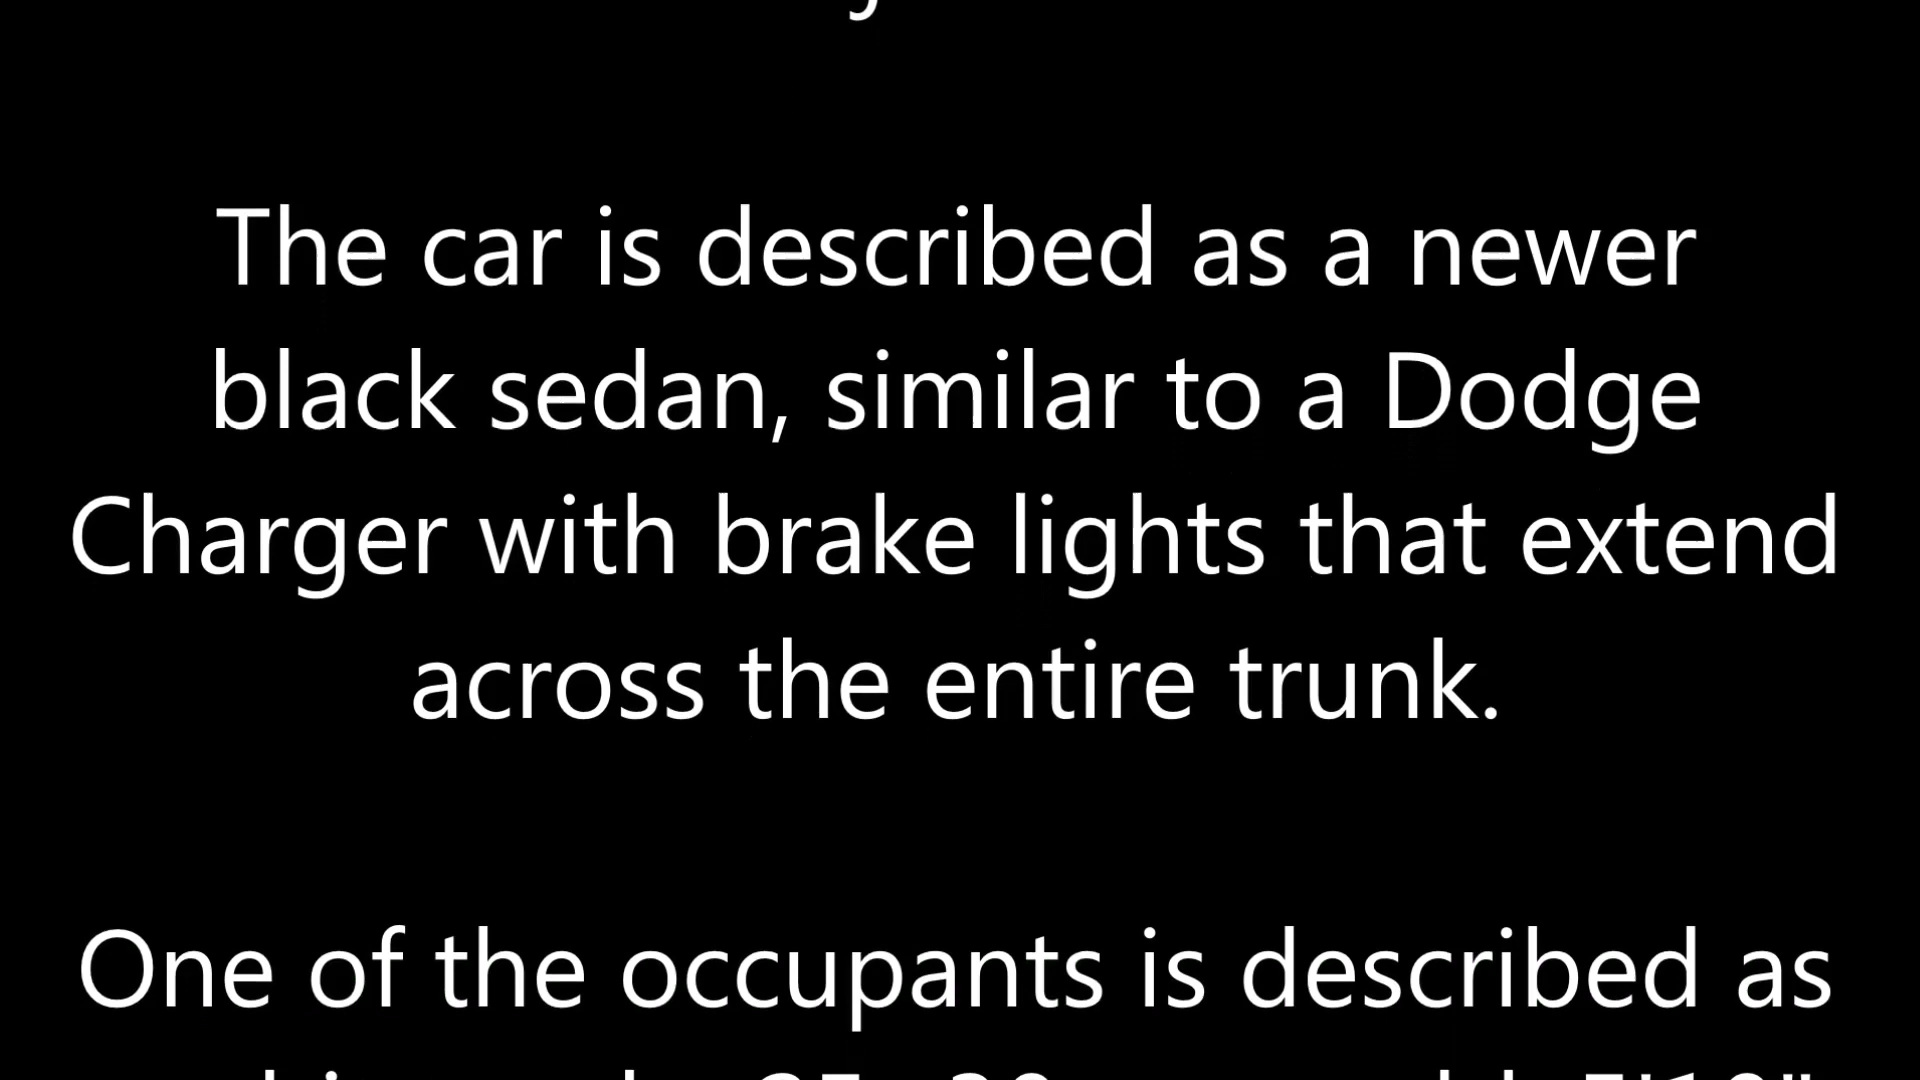 The car is described as a newer
black sedan, similar to a Dodge
Charger with brake lights that extend
across the entire trunk.
One of the occupants is described as